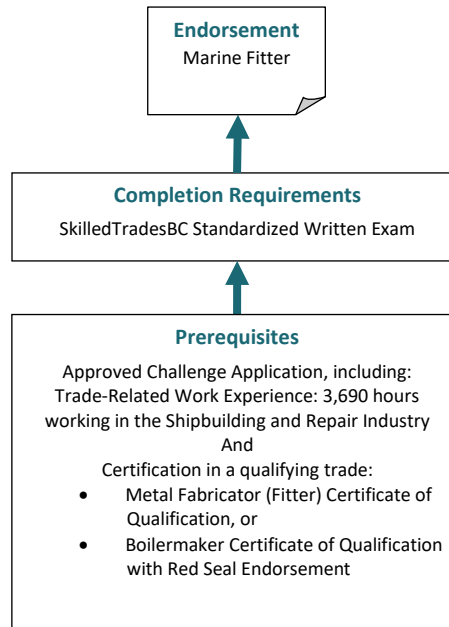 Endorsement
Marine Fitter
Completion Requirements
SkilledTradesBC Standardized Written Exam
Prerequisites
Approved Challenge Application, including:
Trade-Related Work Experience: 3,690 hours
working in the Shipbuilding and Repair Industry
And
Certification in a qualifying trade:
• Metal Fabricator (Fitter) Certificate of
Qualification, or
• Boilermaker Certificate of Qualification
with Red Seal Endorsement